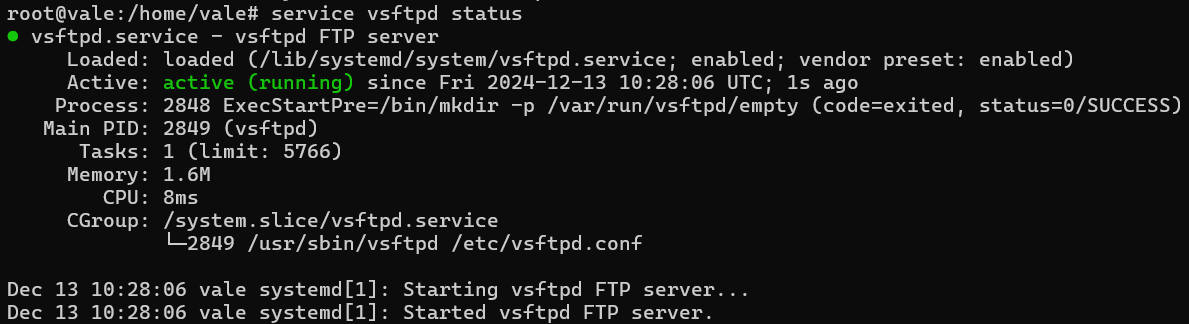 root@vale:/home/vale# service vsftpd status
● vsftpd.service - vsftpd FTP server
     Loaded: loaded (/lib/systemd/system/vsftpd.service; enabled; vendor preset: enabled)
     Active: active (running) since Fri 2024-12-13 10:28:06 UTC; 1s ago
    Process: 2848 ExecStartPre=/bin/mkdir -p /var/run/vsftpd/empty (code=exited, status=0/SUCCESS)
   Main PID: 2849 (vsftpd)
      Tasks: 1 (limit: 5766)
     Memory: 1.6M
        CPU: 8ms
     CGroup: /system.slice/vsftpd.service
             └─2849 /usr/sbin/vsftpd /etc/vsftpd.conf

Dec 13 10:28:06 vale systemd[1]: Starting vsftpd FTP server...
Dec 13 10:28:06 vale systemd[1]: Started vsftpd FTP server.